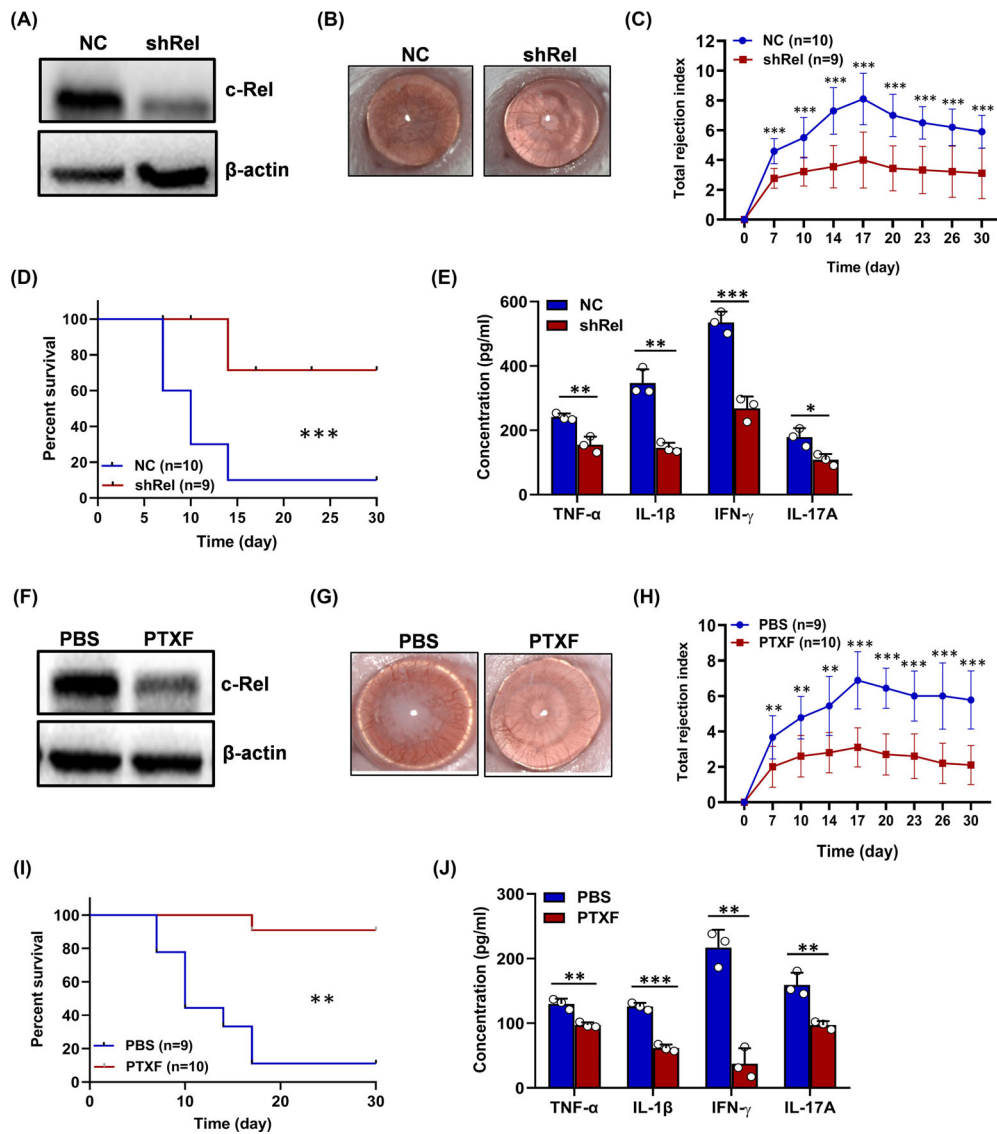 (A)
NC shRel
c-Rel
β-actin
(B)
NC shRel
(C)
NC (n=10)
shRel (n=9)
Total rejection index
12
10
8
6
4
2
0
*** *** *** *** *** *** *** ***
0 7 10 14 17 20 23 26 30
Time (day)
(D)
Percent survival
100
80
60
40
20
0
***
NC (n=10)
shRel (n=9)
0 5 10 15 20 25 30
Time (day)
(E)
Concentration (pg/ml)
600
400
200
0
NC
shRel
** ** *** *
TNF-α IL-1β IFN-γ IL-17A
(F)
PBS PTXF
c-Rel
β-actin
(G)
PBS PTXF
(H)
PBS (n=9)
PTXF (n=10)
Total rejection index
10
8
6
4
2
0
** ** ** *** *** *** *** ***
0 7 10 14 17 20 23 26 30
Time (day)
(I)
Percent survival
100
80
60
40
20
0
**
PBS (n=9)
PTXF (n=10)
0 10 20 30
Time (day)
(J)
Concentration (pg/ml)
300
200
100
0
PBS
PTXF
** *** ** **
TNF-α IL-1β IFN-γ IL-17A